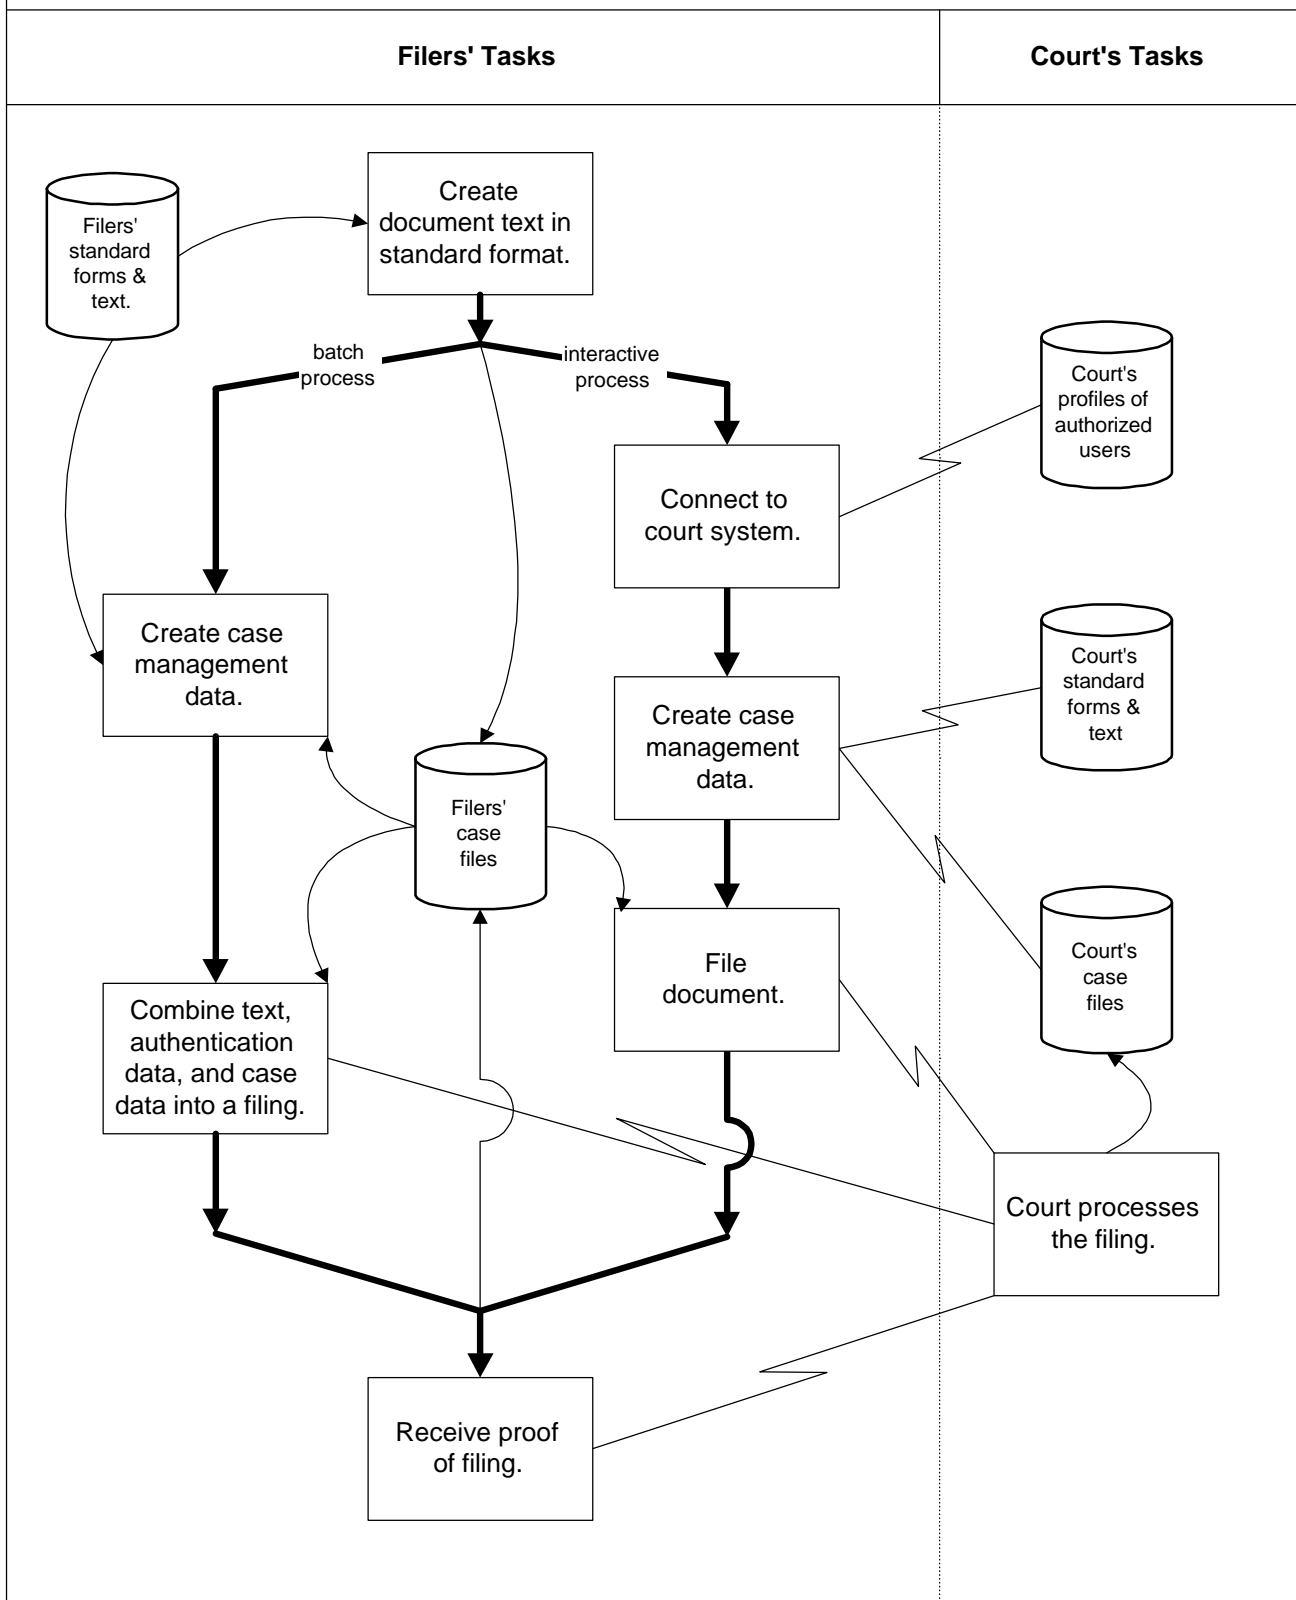 Filers' Tasks
Court's Tasks
Create
document text in
standard format.
Filers'
standard
forms &
text.
batch
process
interactive
process
Court's
profiles of
authorized
users
Connect to
court system.
Create case
management
data.
Court's
standard
forms &
text
Create case
management
data.
Filers'
case
files
Court's
case
files
File
document.
Combine text,
authentication
data, and case
data into a filing.
Court processes
the filing.
Receive proof
of filing.